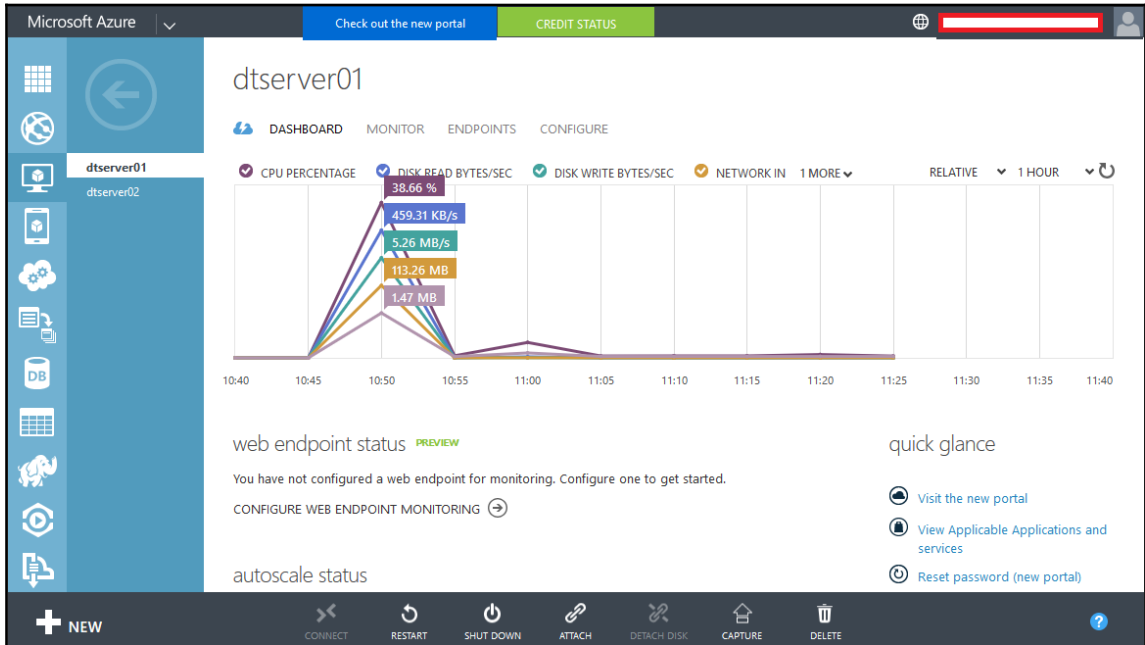 Microsoft Azure
Check out the new portal
CREDIT STATUS
dtserver01
DASHBOARD MONITOR ENDPOINTS CONFIGURE
dtserver01
dtserver02
CPU PERCENTAGE DISK READ BYTES/SEC DISK WRITE BYTES/SEC NETWORK IN 1 MORE RELATIVE 1 HOUR
38.66 %
459.31 KB/s
5.26 MB/s
113.26 MB
1.47 MB
10:40 10:45 10:50 10:55 11:00 11:05 11:10 11:15 11:20 11:25 11:30 11:35 11:40
DB
web endpoint status PREVIEW
You have not configured a web endpoint for monitoring. Configure one to get started.
CONFIGURE WEB ENDPOINT MONITORING
autoscale status
quick glance
Visit the new portal
View Applicable Applications and
services
Reset password (new portal)
NEW
CONNECT RESTART SHUT DOWN ATTACH DETACH DISK CAPTURE DELETE
?